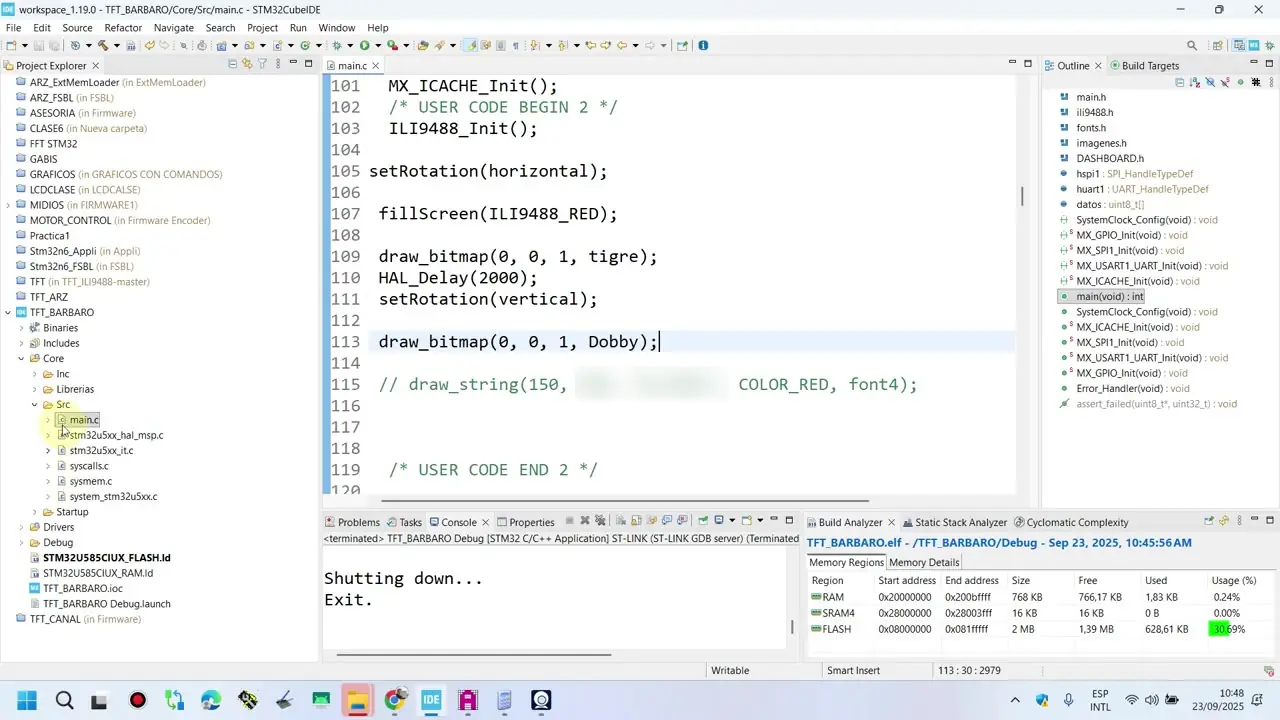 workspace_1.19.0 - TFT_BARBARO/Core/Src/main.c - STM32CubeIDE
File Edit Source Refactor Navigate Search Project Run Window Help
Project Explorer
ARZ_ExtMemLoader (in ExtMemLoader)
ARZ_FSBL (in FSBL)
ASESORIA (in Firmware)
CLASE6 (in Nueva carpeta)
FFT STM32
GABIS
GRAFICOS (in GRAFICOS CON COMANDOS)
LCDCLASE (in LCDCALSE)
MIDIOS (in FIRMWARE1)
MOTOR_CONTROL (in Firmware Encoder)
Practica1
Stm32n6_Appli (in Appli)
Stm32n6_FSBL (in FSBL)
TFT (in TFT_ILI9488-master)
TFT_ARZ
TFT_BARBARO
Binaries
Includes
Core
Inc
Librerias
Src
main.c
stm32u5xx_hal_msp.c
stm32u5xx_it.c
syscalls.c
sysmem.c
system_stm32u5xx.c
Startup
Drivers
Debug
STM32U585CIUX_FLASH.ld
STM32U585CIUX_RAM.ld
TFT_BARBARO.ioc
TFT_BARBARO Debug.launch
TFT_CANAL (in Firmware)
main.c
101 MX_ICACHE_Init();
102 /* USER CODE BEGIN 2 */
103 ILI9488_Init();
104
105 setRotation(horizontal);
106
107 fillScreen(ILI9488_RED);
108
109 draw_bitmap(0, 0, 1, tigre);
110 HAL_Delay(2000);
111 setRotation(vertical);
112
113 draw_bitmap(0, 0, 1, Dobby);
114
115 // draw_string(150, COLOR_RED, font4);
116
117
118
119 /* USER CODE END 2 */
120
Outline Build Targets
main.h
ili9488.h
fonts.h
imagenes.h
DASHBOARD.h
hspi1 : SPI_HandleTypeDef
huart1 : UART_HandleTypeDef
datos : uint8_t[]
SystemClock_Config(void) : void
MX_GPIO_Init(void) : void
MX_SPI1_Init(void) : void
MX_USART1_UART_Init(void) : void
MX_ICACHE_Init(void) : void
main(void) : int
SystemClock_Config(void) : void
MX_ICACHE_Init(void) : void
MX_SPI1_Init(void) : void
MX_USART1_UART_Init(void) : void
MX_GPIO_Init(void) : void
Error_Handler(void) : void
assert_failed(uint8_t*, uint32_t) : void
Problems Tasks Console Properties
<terminated> TFT_BARBARO Debug [STM32 C/C++ Application] ST-LINK (ST-LINK GDB server) (Terminated
Shutting down...
Exit.
Build Analyzer Static Stack Analyzer Cyclomatic Complexity
TFT_BARBARO.elf - /TFT_BARBARO/Debug - Sep 23, 2025, 10:45:56 AM
Memory Regions Memory Details
Region Start address End address Size Free Used Usage (%)
RAM 0x20000000 0x200bffff 768 KB 766,17 KB 1,83 KB 0.24%
SRAM4 0x28000000 0x28003fff 16 KB 16 KB 0 B 0.00%
FLASH 0x08000000 0x081fffff 2 MB 1,39 MB 628,61 KB 30.69%
Writable Smart Insert 113 : 30 : 2979
IDE
ESP
INTL
10:48
23/09/2025